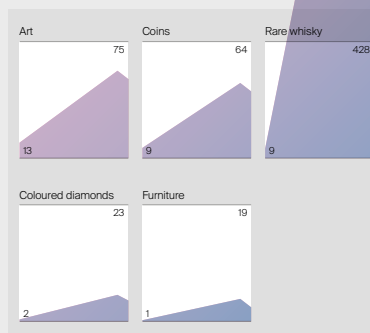 Art Coins Rare whisky
75 64 428
13 9 9
Coloured diamonds Furniture
23 19
2 1